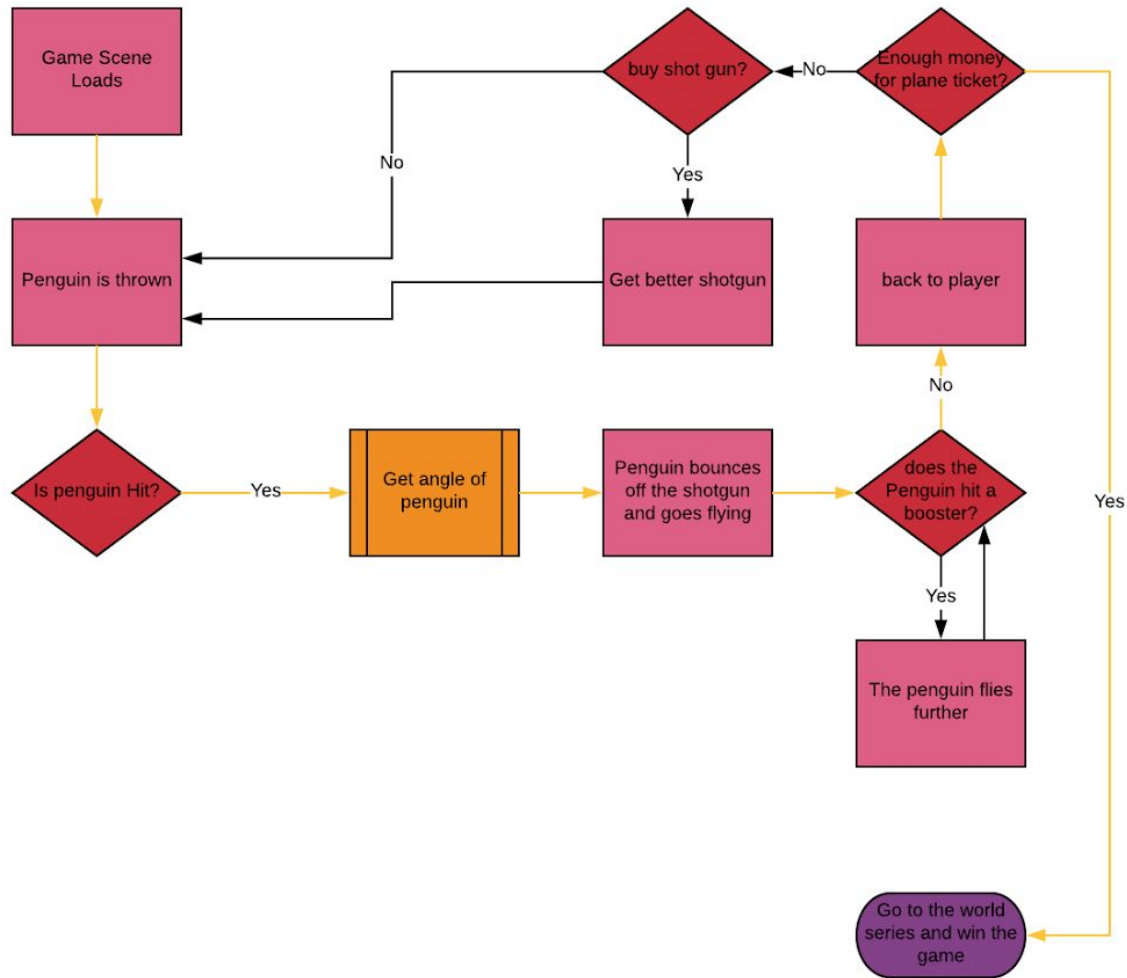 Game Scene
Loads
buy shot gun?
No
Enough money
for plane ticket?
No
Yes
Penguin is thrown
Get better shotgun
back to player
No
Is penguin Hit?
Yes
Get angle of
penguin
Penguin bounces
off the shotgun
and goes flying
does the
Penguin hit a
booster?
Yes
Yes
The penguin flies
further
Go to the world
series and win the
game